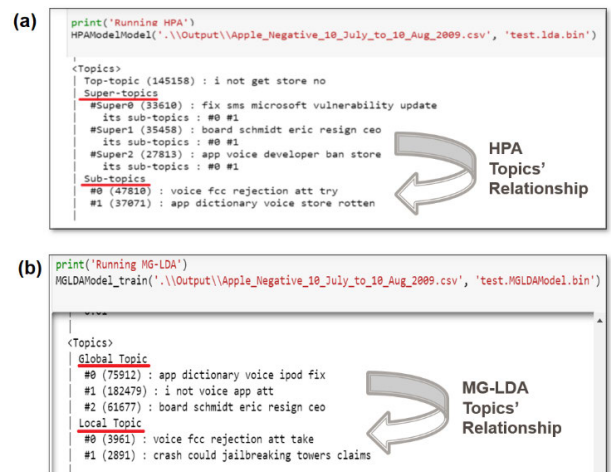 (a)
print('Running HPA')
HPAModelModel('.\\Output\\Apple_Negative_10_July_to_10_Aug_2009.csv', 'test.lda.bin')
<Topics>
| Top-topic (145158) : i not get store no
| Super-topics
| #Super0 (33610) : fix sms microsoft vulnerability update
| its sub-topics : #0 #1
| #Super1 (35458) : board schmidt eric resign ceo
| its sub-topics : #0 #1
| #Super2 (27813) : app voice developer ban store
| its sub-topics : #0 #1
| Sub-topics
| #0 (47810) : voice fcc rejection att try
| #1 (37071) : app dictionary voice store rotten
|
HPA
Topics'
Relationship
(b)
print('Running MG-LDA')
MGLDAModel_train('.\\Output\\Apple_Negative_10_July_to_10_Aug_2009.csv', 'test.MGLDAModel.bin')
|
<Topics>
| Global Topic
| #0 (75912) : app dictionary voice ipod fix
| #1 (182479) : i not voice app att
| #2 (61677) : board schmidt eric resign ceo
| Local Topic
| #0 (3961) : voice fcc rejection att take
| #1 (2891) : crash could jailbreaking towers claims
|
MG-LDA
Topics'
Relationship